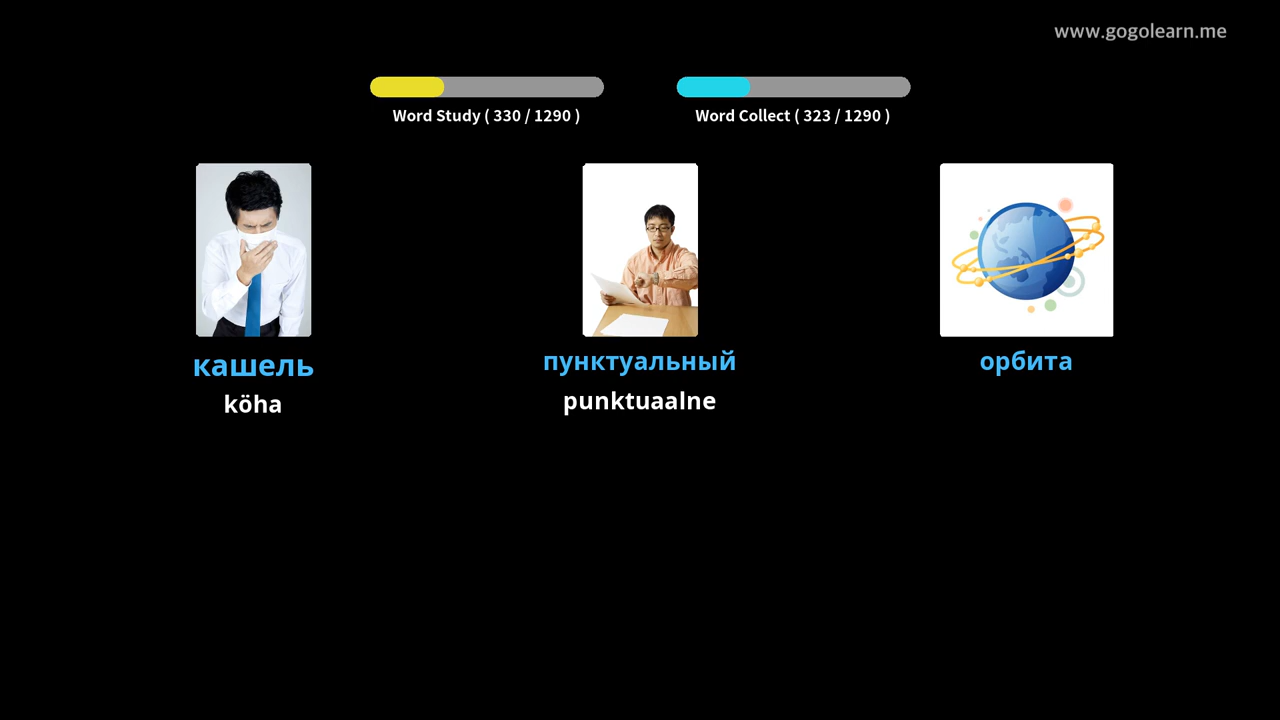 www.gogolearn.me
Word Study ( 330 / 1290 )
Word Collect ( 323 / 1290 )
кашель
köha
пунктуальный
punktuaalne
орбита